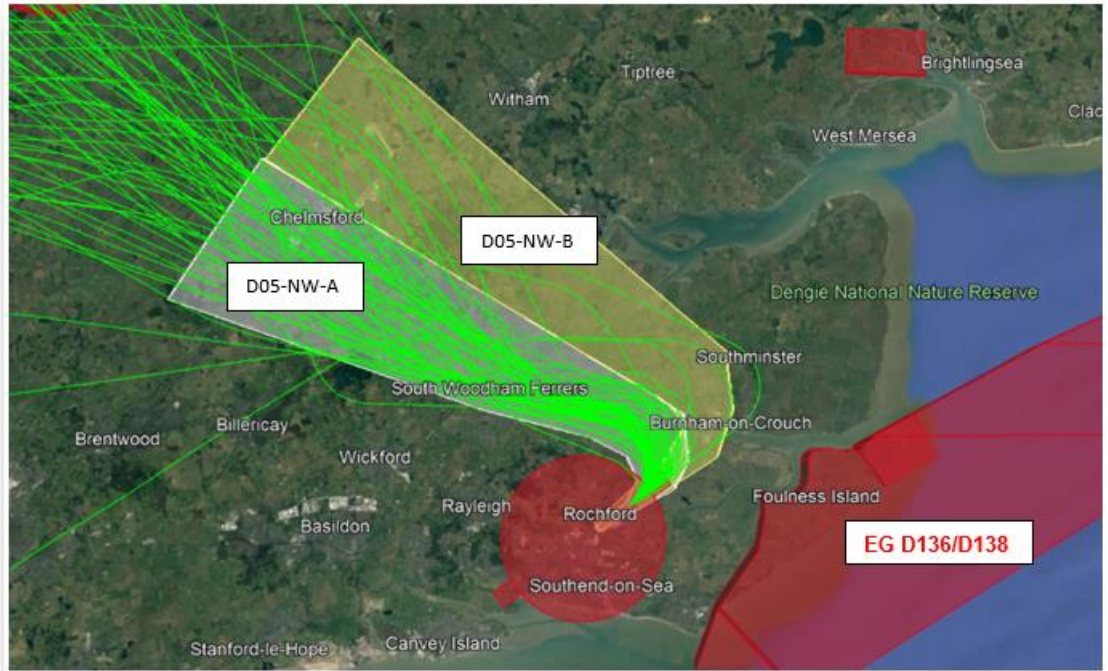 Brightlingsea
Tiptree
Witham
Clac
West Mersea
Chelmsford
D05-NW-B
D05-NW-A
Dengie National Nature Reserve
Southminster
South Woodham Ferrers
Burnham-on-Crouch
Billericay
Brentwood
Wickford
Foulness Island
Rayleigh
Rochford
Basildon
EG D136/D138
Southend-on-Sea
Canvey Island
Stanford-le-Hope